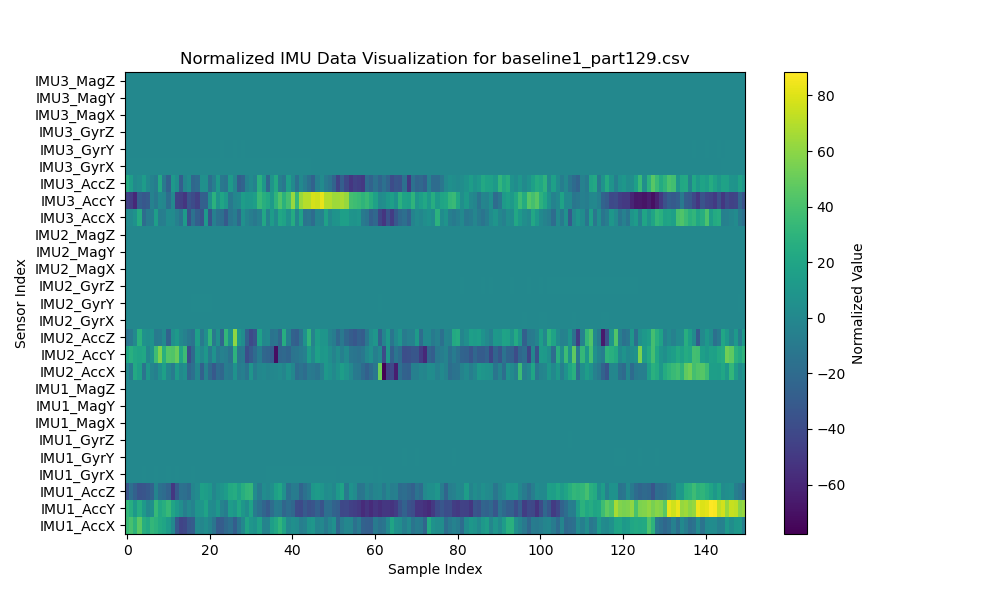 Normalized IMU Data Visualization for baseline1_part129.csv
IMU3_MagZ
IMU3_MagY
IMU3_MagX
IMU3_GyrZ
IMU3_GyrY
IMU3_GyrX
IMU3_AccZ
IMU3_AccY
IMU3_AccX
IMU2_MagZ
IMU2_MagY
IMU2_MagX
IMU2_GyrZ
IMU2_GyrY
IMU2_GyrX
IMU2_AccZ
IMU2_AccY
IMU2_AccX
IMU1_MagZ
IMU1_MagY
IMU1_MagX
IMU1_GyrZ
IMU1_GyrY
IMU1_GyrX
IMU1_AccZ
IMU1_AccY
IMU1_AccX
Sensor Index
0 20 40 60 80 100 120 140
Sample Index
80
60
40
20
0
−20
−40
−60
Normalized Value